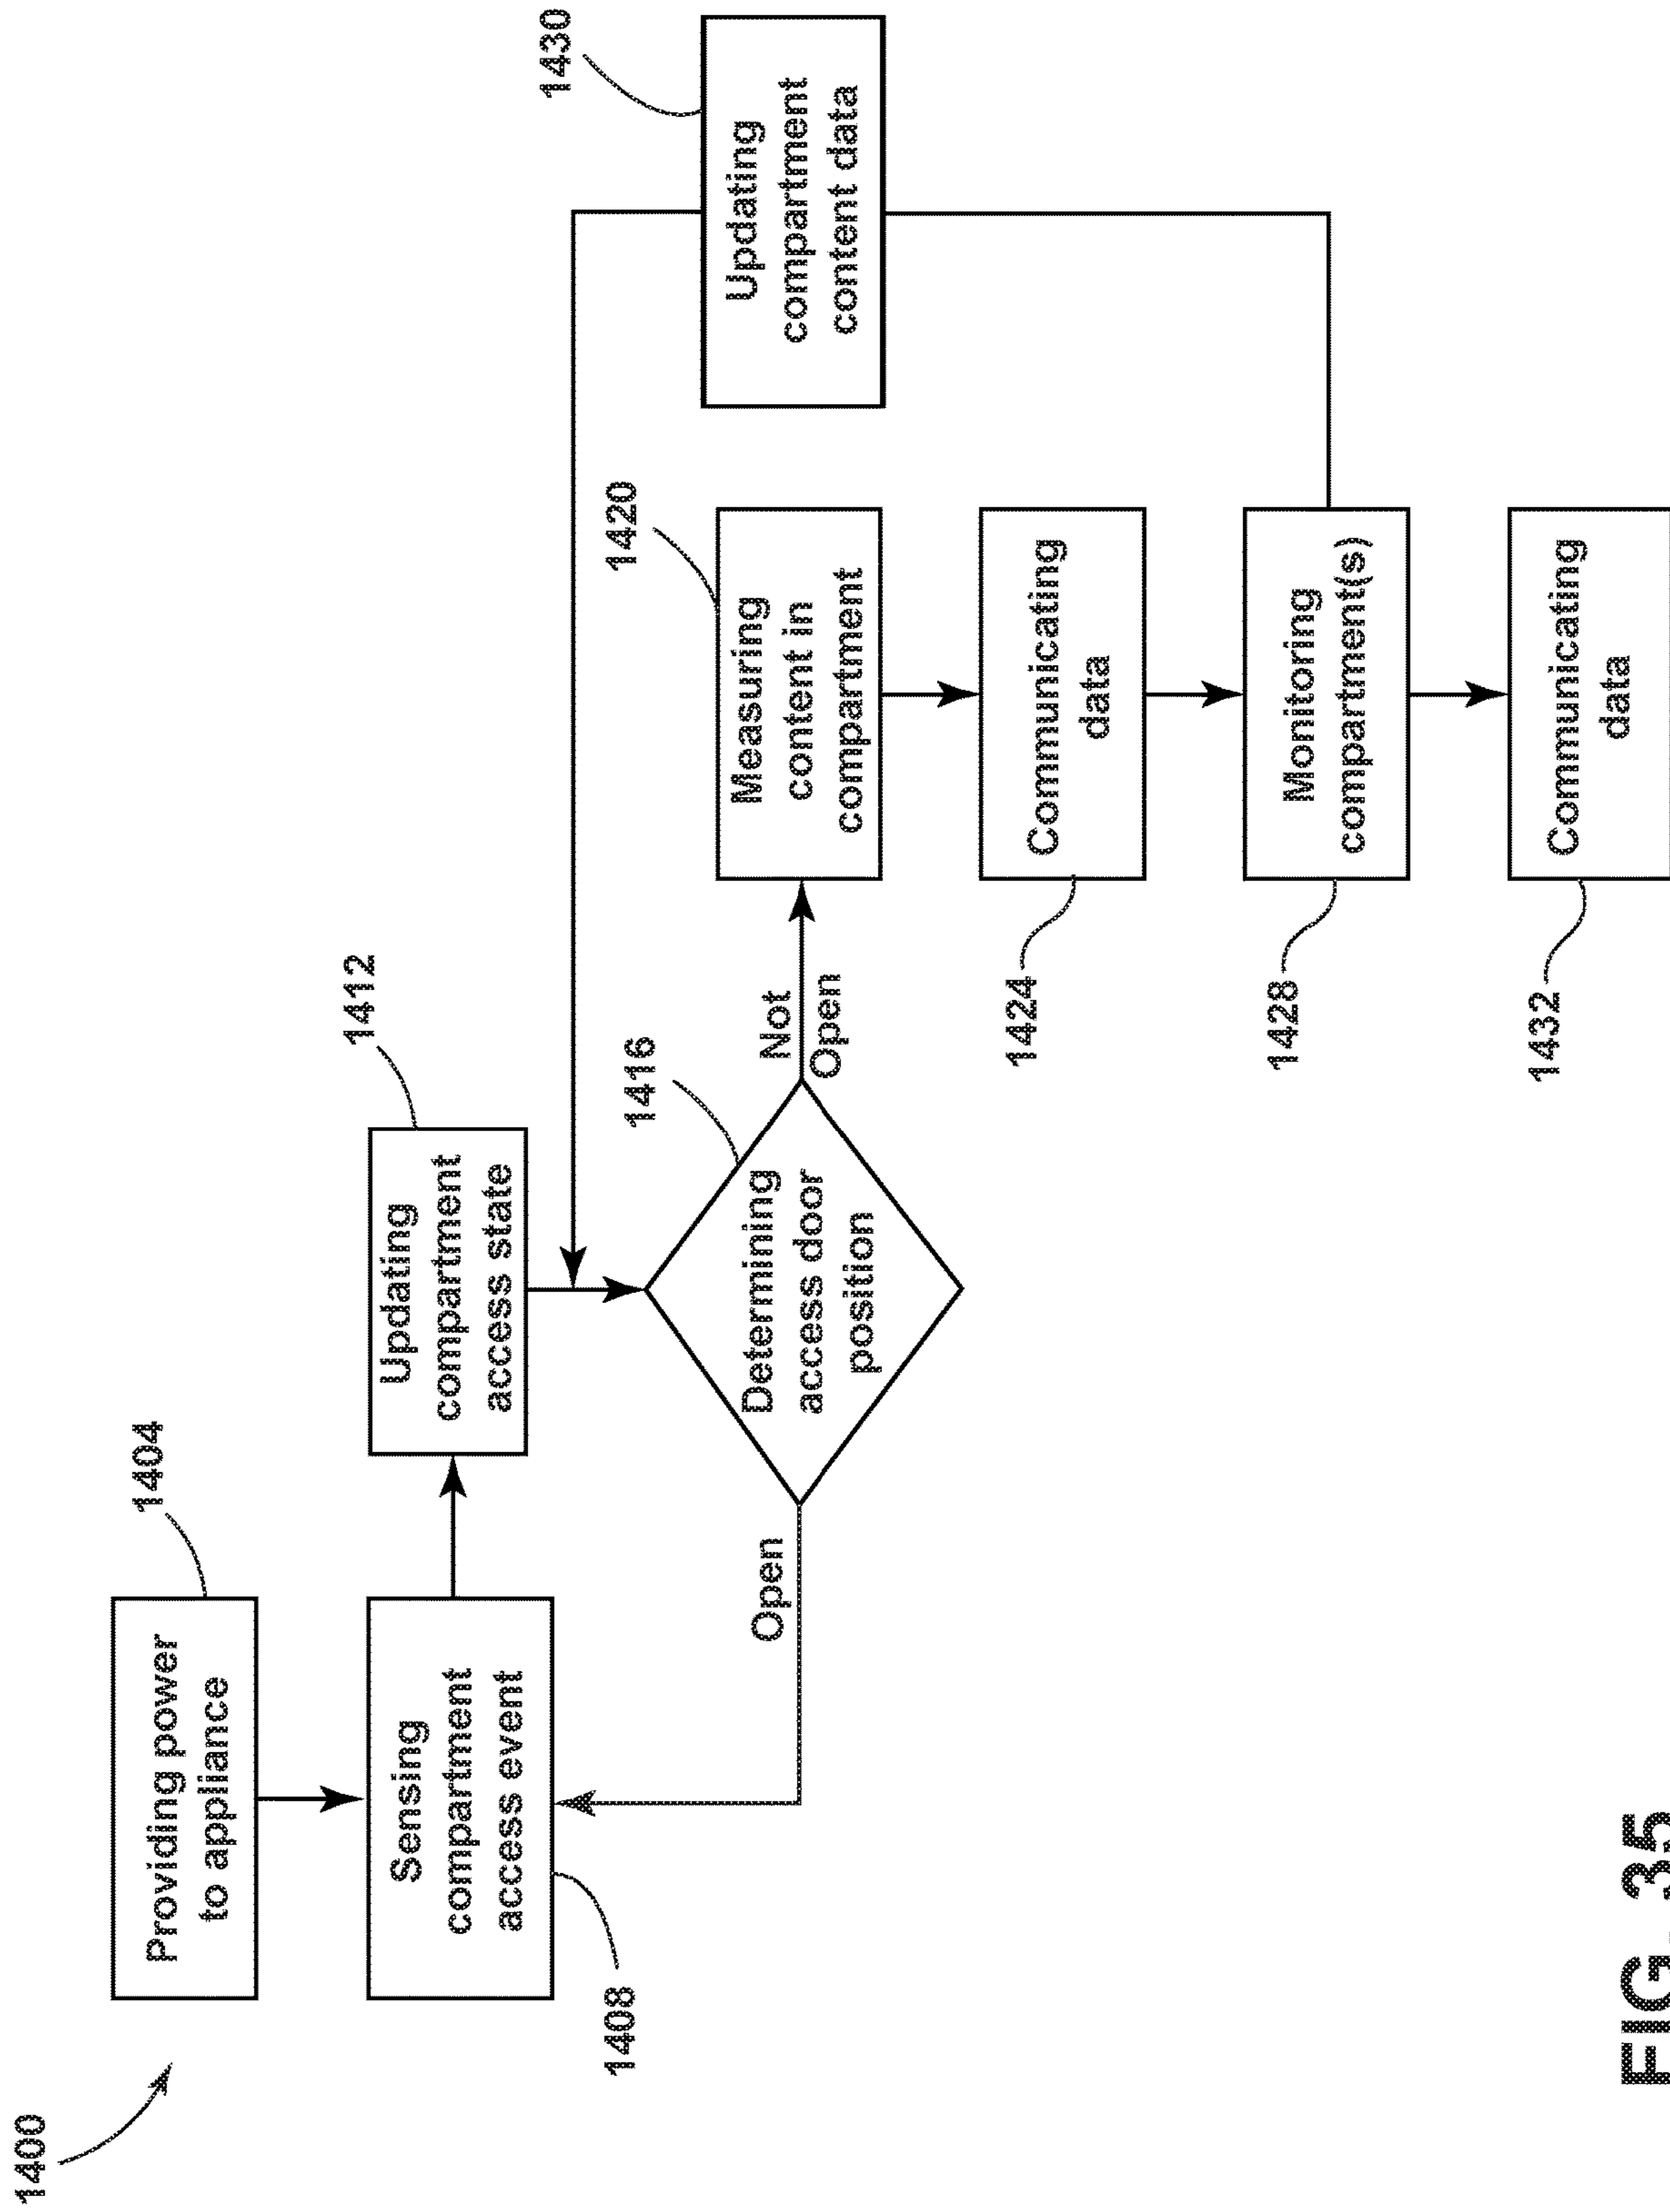 1400
1404
Providing power
to appliance
1408
Sensing
compartment
access event
1412
Updating
compartment
access state
1416
Determining
access door
position
Open
Not
Open
1420
Measuring
content in
compartment
1424
Communicating
data
1428
Monitoring
compartment(s)
1430
Updating
compartment
content data
1432
Communicating
data
FIG. 35